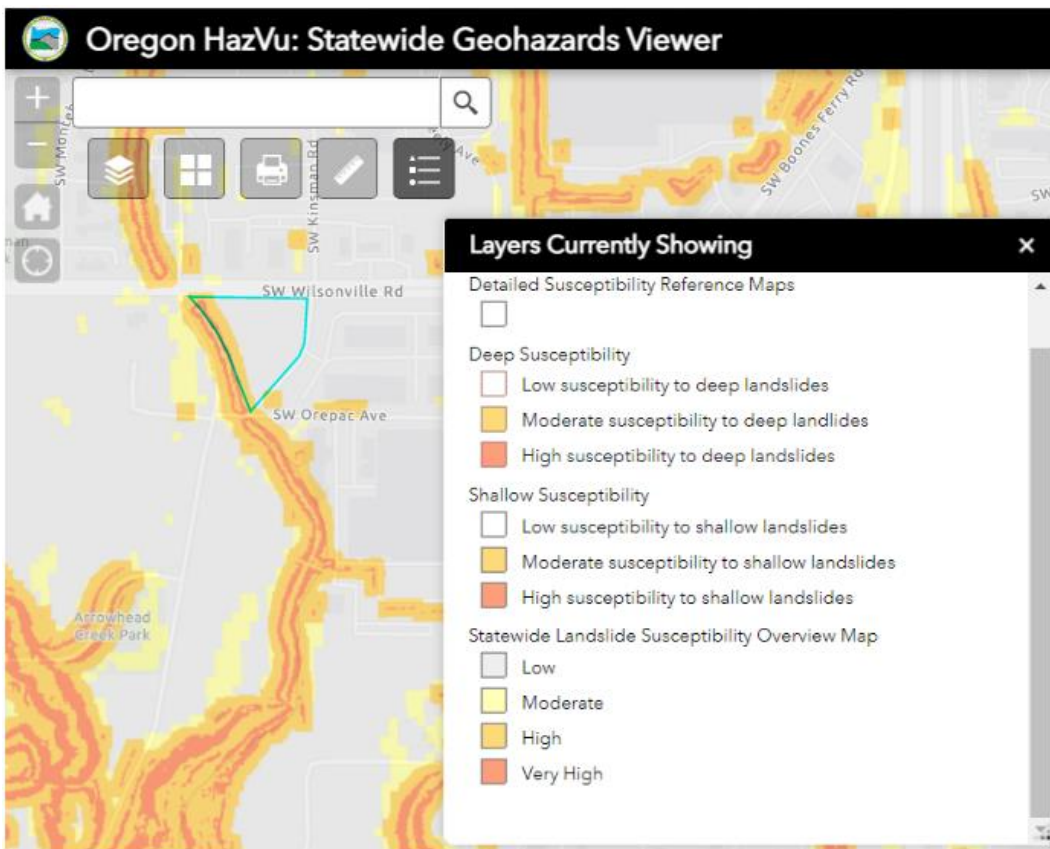 Oregon HazVu: Statewide Geohazards Viewer
SW Kinsman Rd
Ave
SW Boones Ferry Rd
SW
SW Wilsonville Rd
SW Orepac Ave
Arrowhead
Creek Park
Layers Currently Showing
Detailed Susceptibility Reference Maps
Deep Susceptibility
Low susceptibility to deep landslides
Moderate susceptibility to deep landlides
High susceptibility to deep landslides
Shallow Susceptibility
Low susceptibility to shallow landslides
Moderate susceptibility to shallow landslides
High susceptibility to shallow landslides
Statewide Landslide Susceptibility Overview Map
Low
Moderate
High
Very High